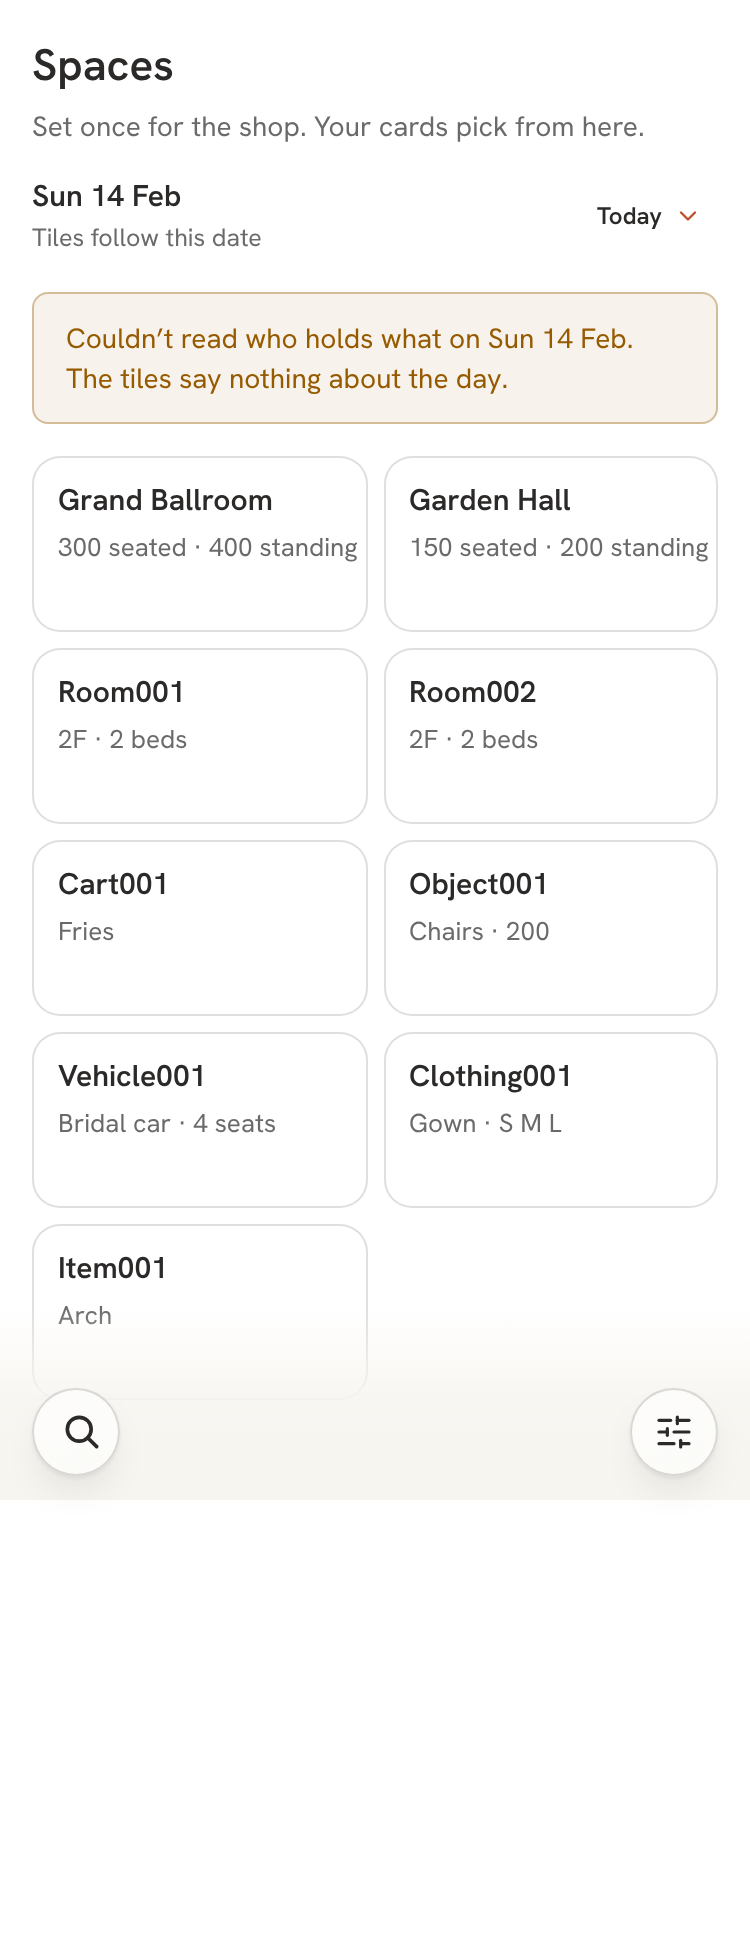 Spaces
Set once for the shop. Your cards pick from here.
Sun 14 Feb
Tiles follow this date
Today
Couldn’t read who holds what on Sun 14 Feb.
The tiles say nothing about the day.
Grand Ballroom
300 seated · 400 standing
Garden Hall
150 seated · 200 standing
Room001
2F · 2 beds
Room002
2F · 2 beds
Cart001
Fries
Object001
Chairs · 200
Vehicle001
Bridal car · 4 seats
Clothing001
Gown · S M L
Item001
Arch